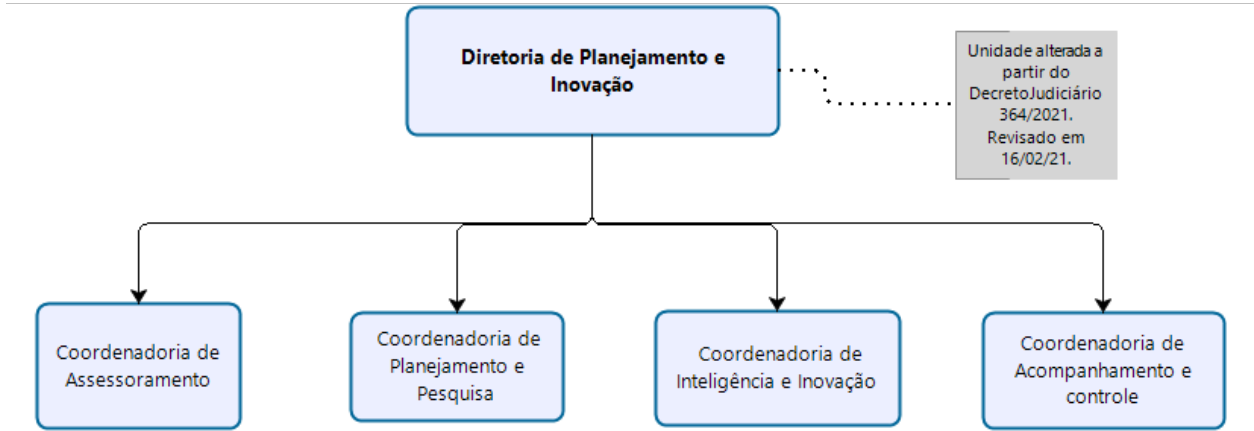 Diretoria de Planejamento e
Inovação
Unidade alterada a
partir do
DecretoJudiciário
364/2021.
Revisado em
16/02/21.
Coordenadoria de
Assessoramento
Coordenadoria de
Planejamento e
Pesquisa
Coordenadoria de
Inteligência e Inovação
Coordenadoria de
Acompanhamento e
controle